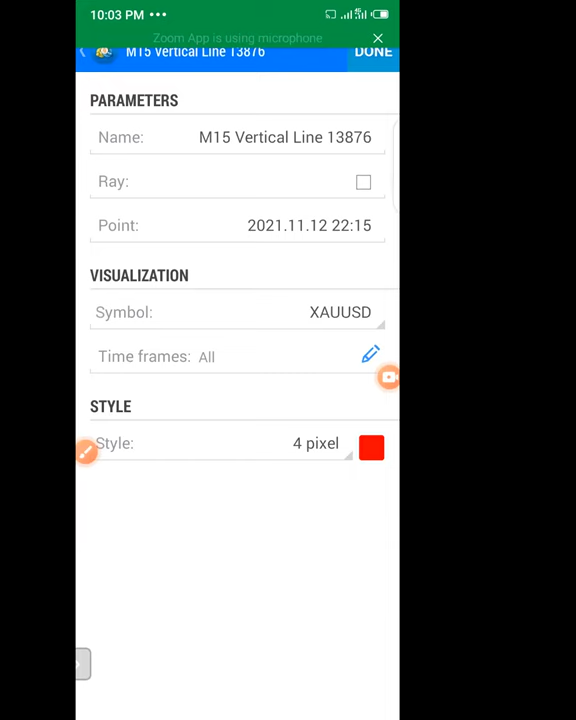 10:03 PM
Zoom App is using microphone
M15 Vertical Line 13876
DONE
PARAMETERS
Name: M15 Vertical Line 13876
Ray:
Point: 2021.11.12 22:15
VISUALIZATION
Symbol: XAUUSD
Time frames: All
STYLE
Style: 4 pixel